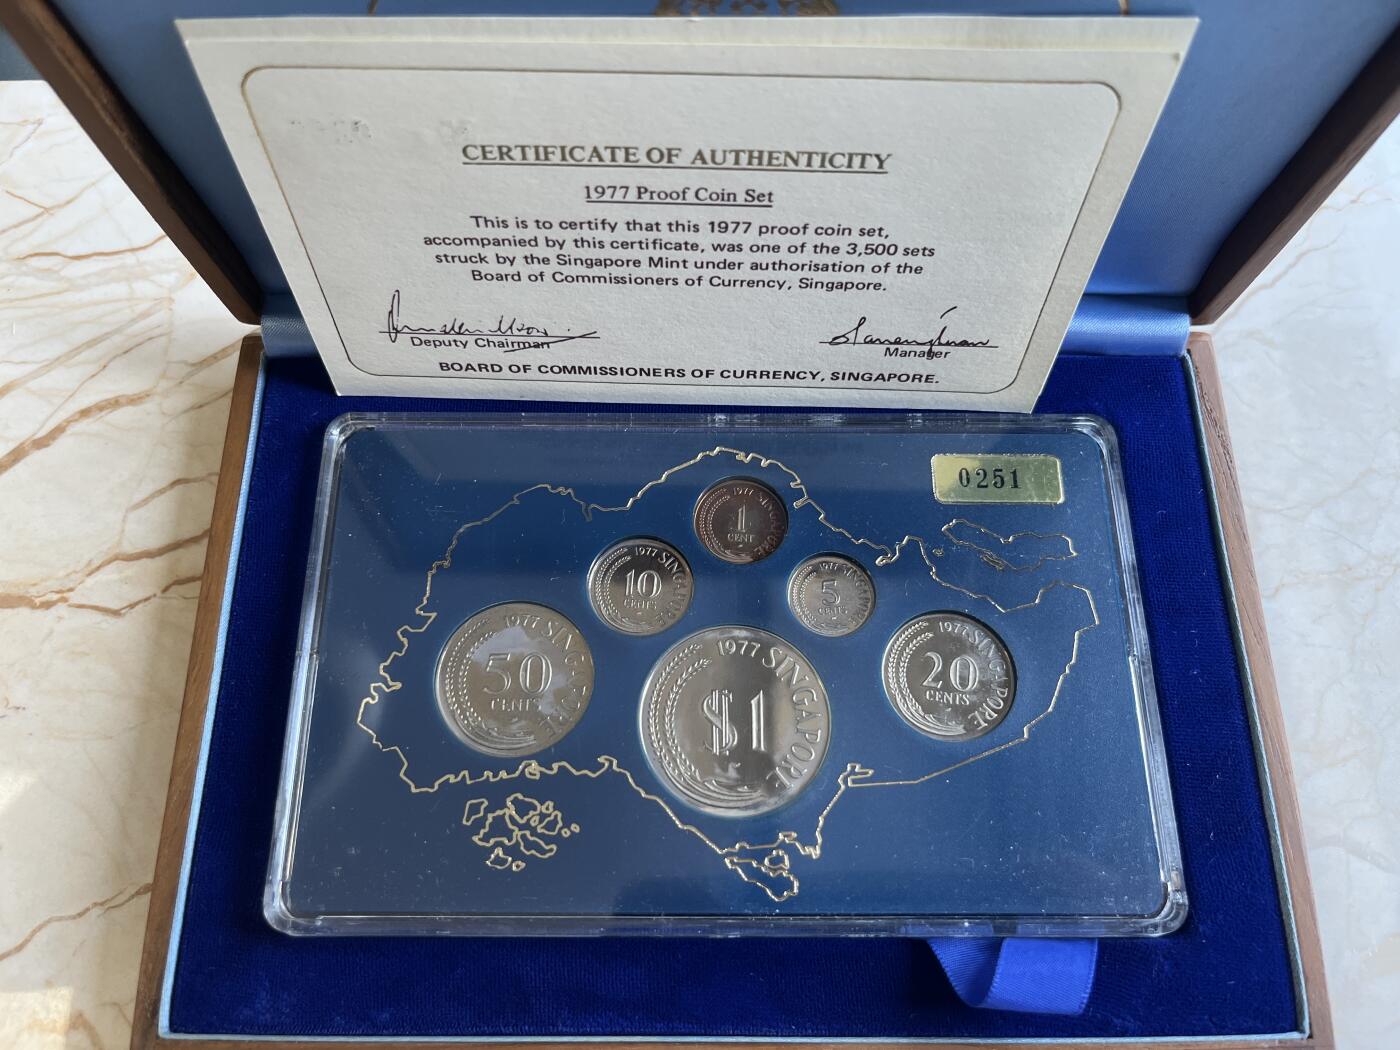 CERTIFICATE OF AUTHENTICITY
1977 Proof Coin Set
This is to certify that this 1977 proof coin set,
accompanied by this certificate, was one of the 3,500 sets
struck by the Singapore Mint under authorisation of the
Board of Commissioners of Currency, Singapore.
Deputy Chairman
Manager
BOARD OF COMMISSIONERS OF CURRENCY, SINGAPORE.
0251
1977 SINGAPORE
1
CENT
1977 SINGAPORE
10
CENTS
1977 SINGAPORE
5
CENTS
1977 SINGAPORE
50
CENTS
1977 SINGAPORE
$1
1977 SINGAPORE
20
CENTS